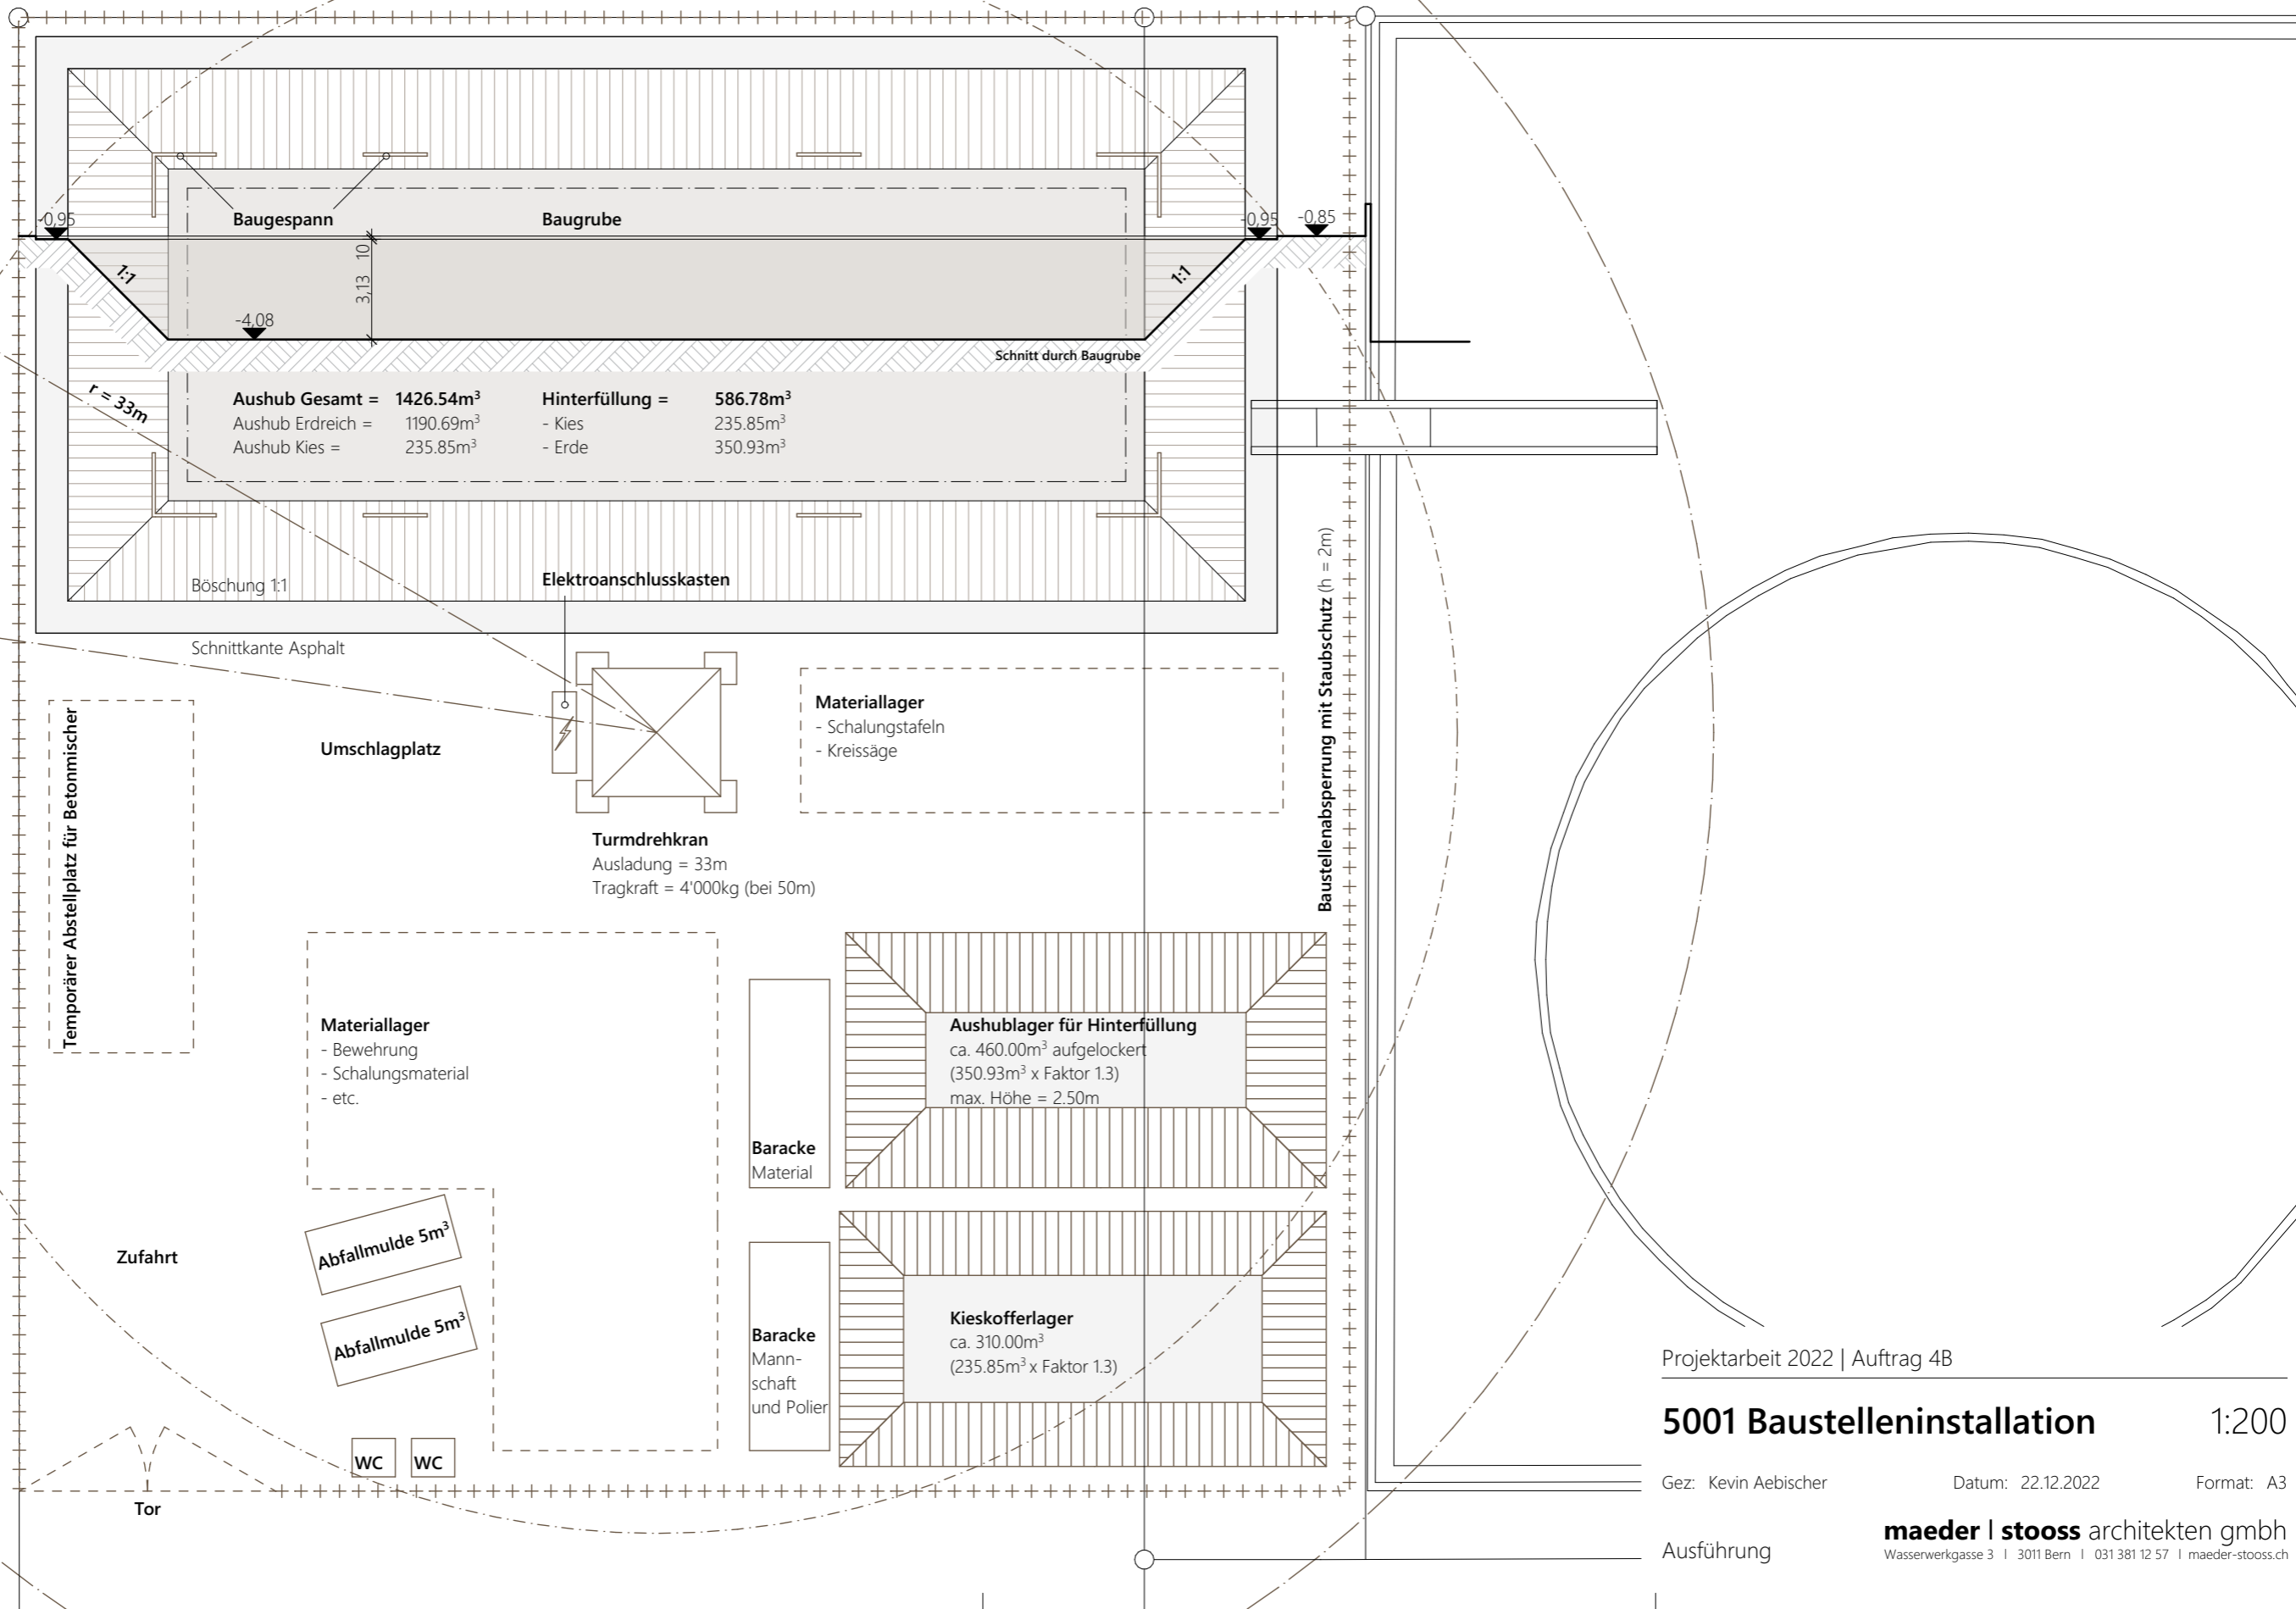 Baugespann
Baugrube
-0,95
-0,95
-0,85
1:1
1:1
10
3,13
-4,08
Schnitt durch Baugrube
r = 33m
Aushub Gesamt = 1426.54m³
Aushub Erdreich = 1190.69m³
Aushub Kies = 235.85m³
Hinterfüllung = 586.78m³
- Kies 235.85m³
- Erde 350.93m³
Böschung 1:1
Elektroanschlusskasten
Schnittkante Asphalt
Baustellenabsperrung mit Staubschutz (h = 2m)
Temporärer Abstellplatz für Betonmischer
Umschlagplatz
Materiallager
- Schalungstafeln
- Kreissäge
Turmdrehkran
Ausladung = 33m
Tragkraft = 4'000kg (bei 50m)
Materiallager
- Bewehrung
- Schalungsmaterial
- etc.
Baracke
Material
Aushublager für Hinterfüllung
ca. 460.00m³ aufgelockert
(350.93m³ x Faktor 1.3)
max. Höhe = 2.50m
Zufahrt
Abfallmulde 5m³
Abfallmulde 5m³
Baracke
Mann-
schaft
und Polier
Kieskofferlager
ca. 310.00m³
(235.85m³ x Faktor 1.3)
WC
WC
Tor
Projektarbeit 2022 | Auftrag 4B
5001 Baustelleninstallation 1:200
Gez: Kevin Aebischer Datum: 22.12.2022 Format: A3
Ausführung
maeder | stooss architekten gmbh
Wasserwerkgasse 3 | 3011 Bern | 031 381 12 57 | maeder-stooss.ch